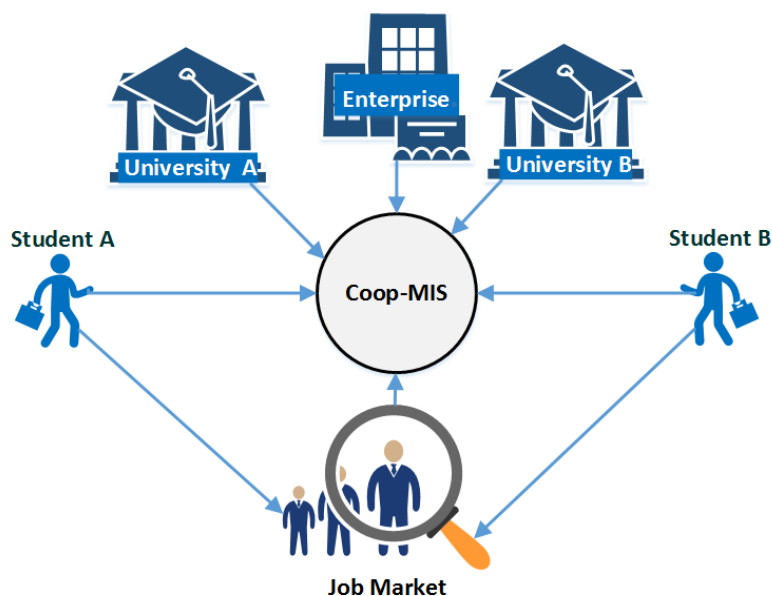 Enterprise
University A
University B
Student A
Student B
Coop-MIS
Job Market